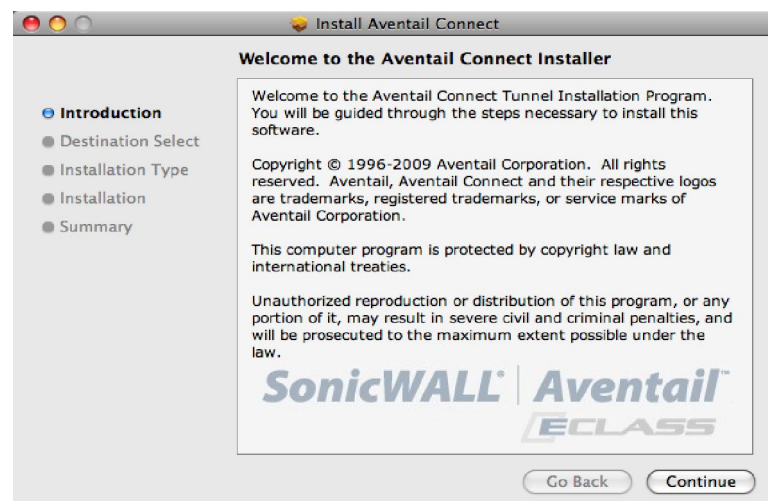 Install Aventail Connect
Welcome to the Aventail Connect Installer
Introduction
Destination Select
Installation Type
Installation
Summary
Welcome to the Aventail Connect Tunnel Installation Program.
You will be guided through the steps necessary to install this
software.
Copyright © 1996-2009 Aventail Corporation. All rights
reserved. Aventail, Aventail Connect and their respective logos
are trademarks, registered trademarks, or service marks of
Aventail Corporation.
This computer program is protected by copyright law and
international treaties.
Unauthorized reproduction or distribution of this program, or any
portion of it, may result in severe civil and criminal penalties, and
will be prosecuted to the maximum extent possible under the
law.
SonicWALL® | Aventail™
ECLASS
Go Back
Continue